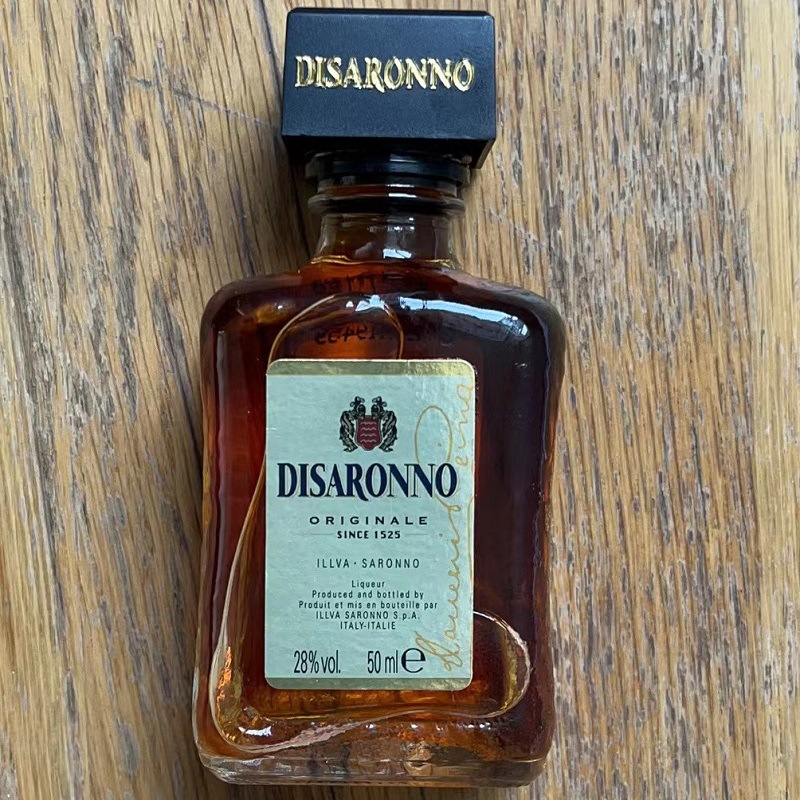 DISARONNO
DISARONNO
ORIGINALE
SINCE 1525
ILLVA · SARONNO
Liqueur
Produced and bottled by
Produit et mis en bouteille par
ILLVA SARONNO S.p.A.
ITALY-ITALIE
28% vol. 50 ml e